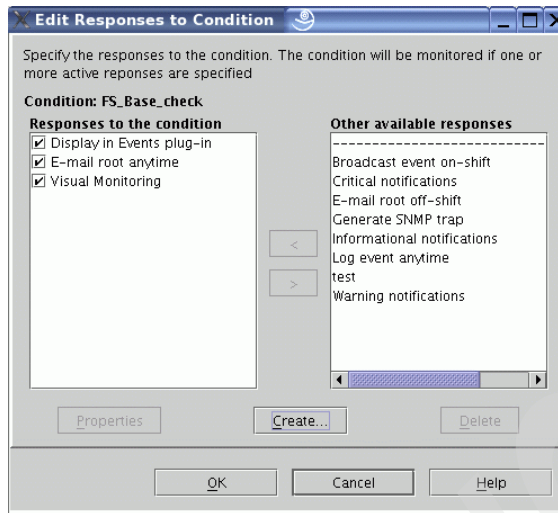 Edit Responses to Condition
Specify the responses to the condition. The condition will be monitored if one or
more active reponses are specified
Condition: FS_Base_check
Responses to the condition
Display in Events plug-in
E-mail root anytime
Visual Monitoring
<
>
Other available responses
----------------------------
Broadcast event on-shift
Critical notifications
E-mail root off-shift
Generate SNMP trap
Informational notifications
Log event anytime
test
Warning notifications
Properties
Create...
Delete
OK
Cancel
Help